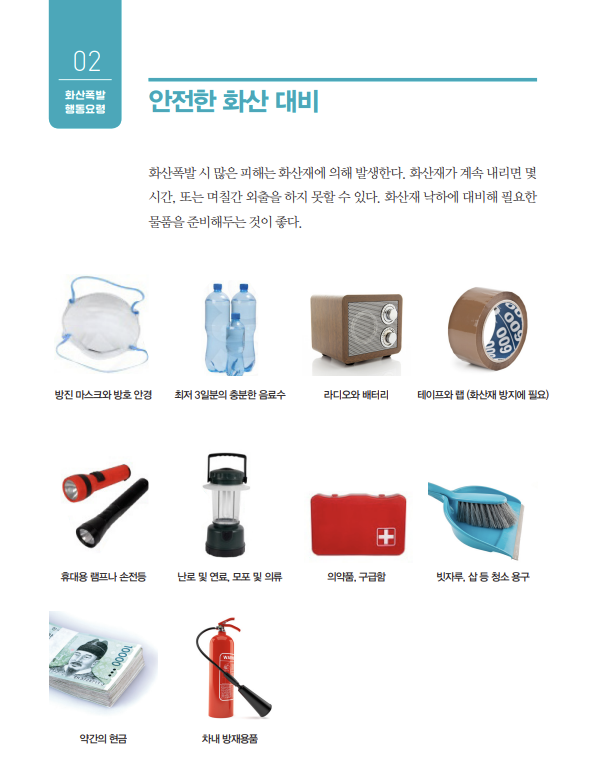 02
화산폭발
행동요령
안전한 화산 대비
화산폭발 시 많은 피해는 화산재에 의해 발생한다. 화산재가 계속 내리면 몇
시간, 또는 며칠간 외출을 하지 못할 수 있다. 화산재 낙하에 대비해 필요한
물품을 준비해두는 것이 좋다.
방진 마스크와 방호 안경
최저 3일분의 충분한 음료수
라디오와 배터리
600
테이프와 랩 (화산재 방지에 필요)
휴대용 램프나 손전등
난로 및 연료, 모포 및 의류
의약품, 구급함
빗자루, 삽 등 청소 용구
10000
약간의 현금
차내 방재용품